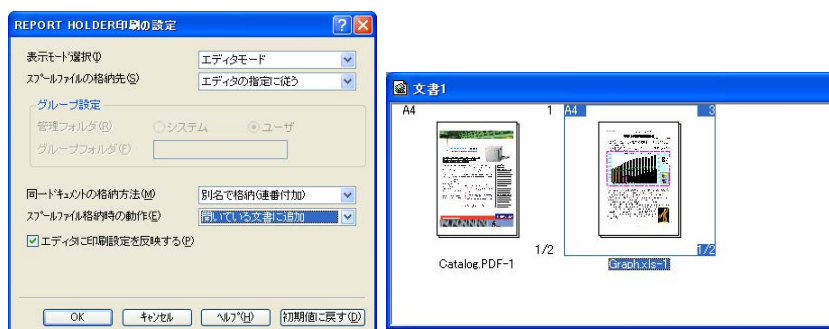 REPORT HOLDER印刷の設定
表示モード選択(I)
エディタモード
スプールファイルの格納先(S)
エディタの指定に従う
グループ設定
管理フォルダ(R)
システム
ユーザ
グループフォルダ(F)
同一ドキュメントの格納方法(M)
別名で格納(連番付加)
スプールファイル格納時の動作(E)
開いている文書に追加
エディタに印刷設定を反映する(P)
OK
キャンセル
ヘルプ(H)
初期値に戻す(D)
文書1
A4
1
A4
3
1/2
1/2
Catalog.PDF-1
Graph.xls-1